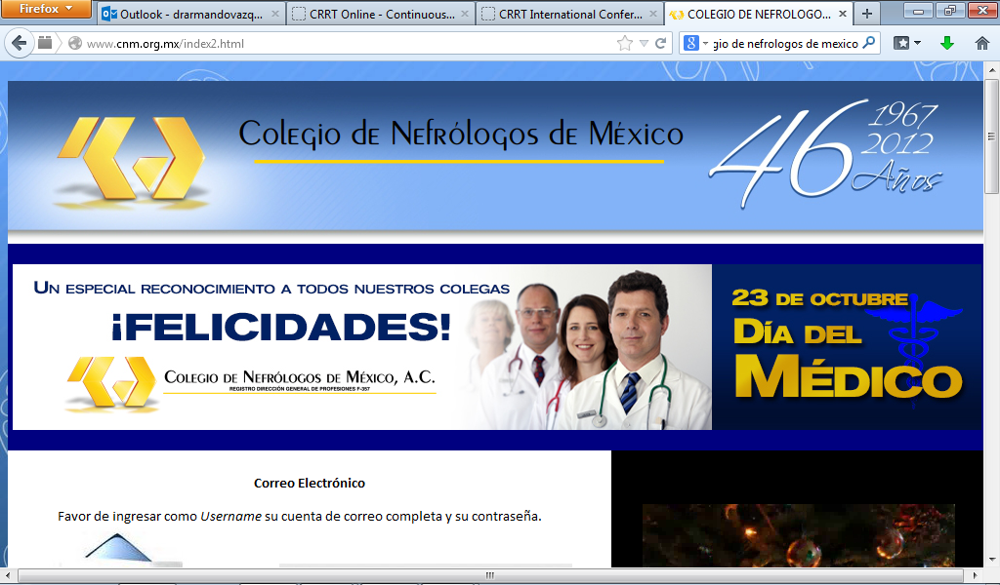 Firefox
Outlook - drarmandovazq...
CRRT Online - Continuous...
CRRT International Confer...
COLEGIO DE NEFROLOGO...
www.cnm.org.mx/index2.html
gio de nefrologos de mexico
Colegio de Nefrólogos de México
46
1967
2012
Años
UN ESPECIAL RECONOCIMIENTO A TODOS NUESTROS COLEGAS
¡FELICIDADES!
COLEGIO DE NEFRÓLOGOS DE MÉXICO, A.C.
REGISTRO DIRECCIÓN GENERAL DE PROFESIONES F-357
23 DE OCTUBRE
DÍA DEL
MÉDICO
Correo Electrónico
Favor de ingresar como Username su cuenta de correo completa y su contraseña.